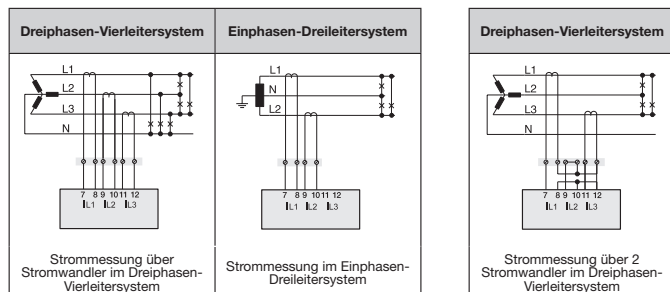 Dreiphasen-Vierleitersystem
L1
L2
L3
N
7 8 9 10 11 12
IL1 IL2 IL3
Strommessung über
Stromwandler im Dreiphasen-
Vierleitersystem
Einphasen-Dreileitersystem
L1
N
L2
7 8 9 10 11 12
IL1 IL2 IL3
Strommessung im Einphasen-
Dreileitersystem
Dreiphasen-Vierleitersystem
L1
L2
L3
N
7 8 9 10 11 12
IL1 IL2 IL3
Strommessung über 2
Stromwandler im Dreiphasen-
Vierleitersystem